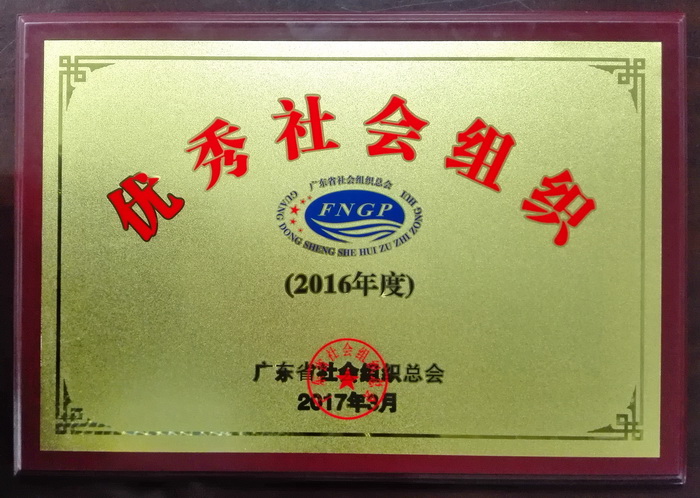 优秀社会组织
广东省社会组织总会
FNGP
GUANG DONG SHENG SHE HUI ZU ZHI ZONG HUI
(2016年度)
广东省社会组织总会
2017年3月